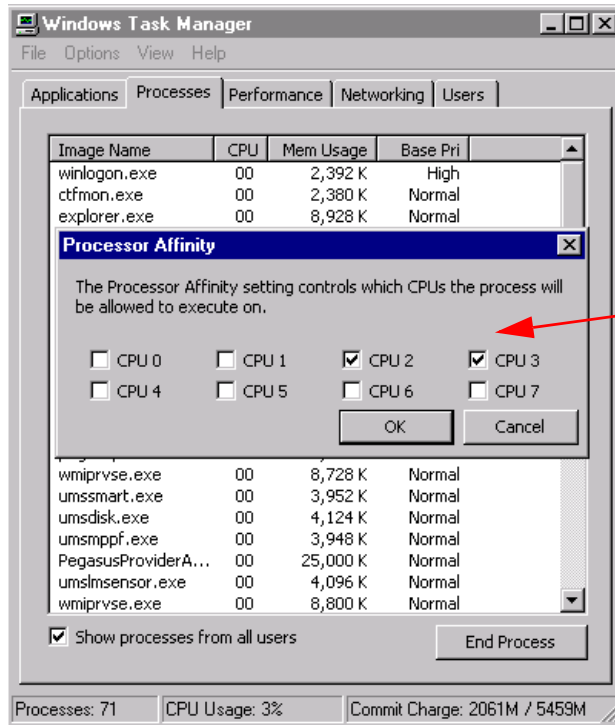 Windows Task Manager
File Options View Help
Applications Processes Performance Networking Users
Image Name CPU Mem Usage Base Pri
winlogon.exe 00 2,392 K High
ctfmon.exe 00 2,380 K Normal
explorer.exe 00 8,928 K Normal
Processor Affinity
The Processor Affinity setting controls which CPUs the process will
be allowed to execute on.
CPU 0 CPU 1 CPU 2 CPU 3
CPU 4 CPU 5 CPU 6 CPU 7
OK Cancel
wmiprvse.exe 00 8,728 K Normal
umssmart.exe 00 3,952 K Normal
umsdisk.exe 00 4,124 K Normal
umsmppf.exe 00 3,948 K Normal
PegasusProviderA... 00 25,000 K Normal
umslmsensor.exe 00 4,096 K Normal
wmiprvse.exe 00 8,800 K Normal
Show processes from all users
End Process
Processes: 71 CPU Usage: 3% Commit Charge: 2061M / 5459M